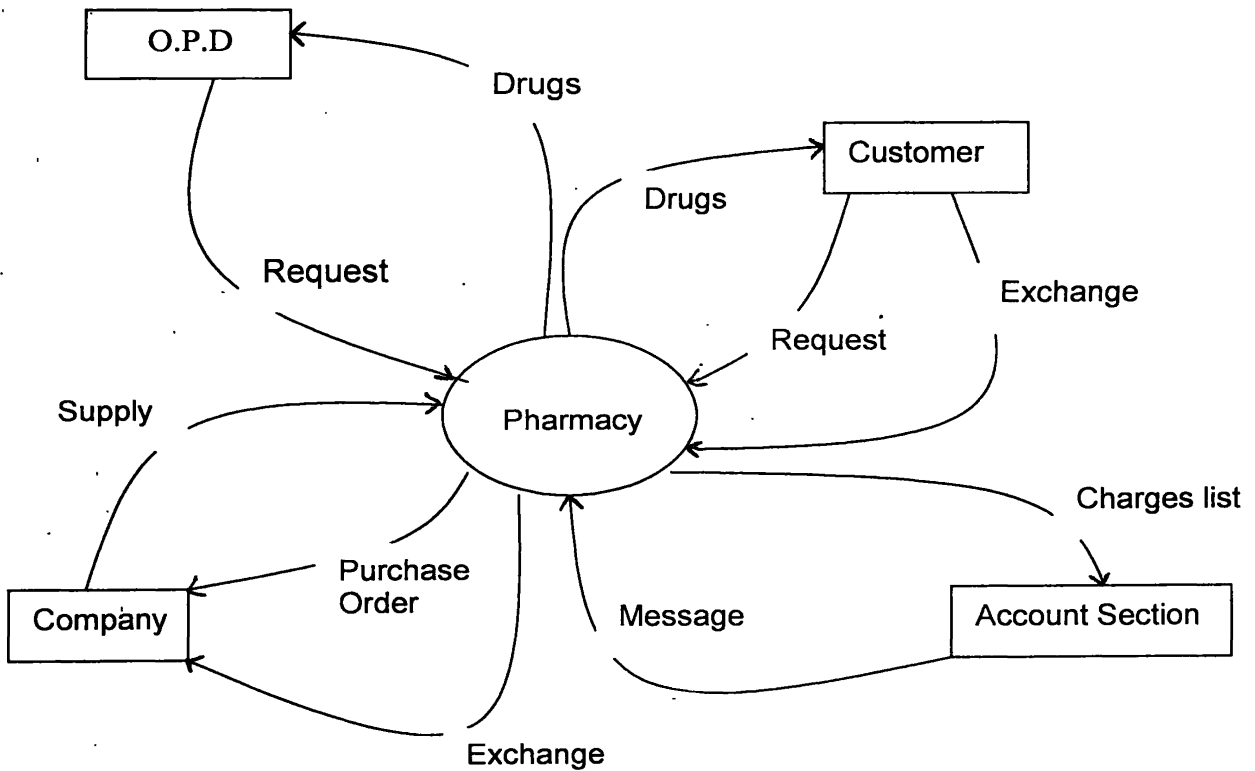 O.P.D
Drugs
Customer
Drugs
Request
Exchange
Request
Supply
Pharmacy
Charges list
Purchase
Order
Company
Message
Account Section
Exchange